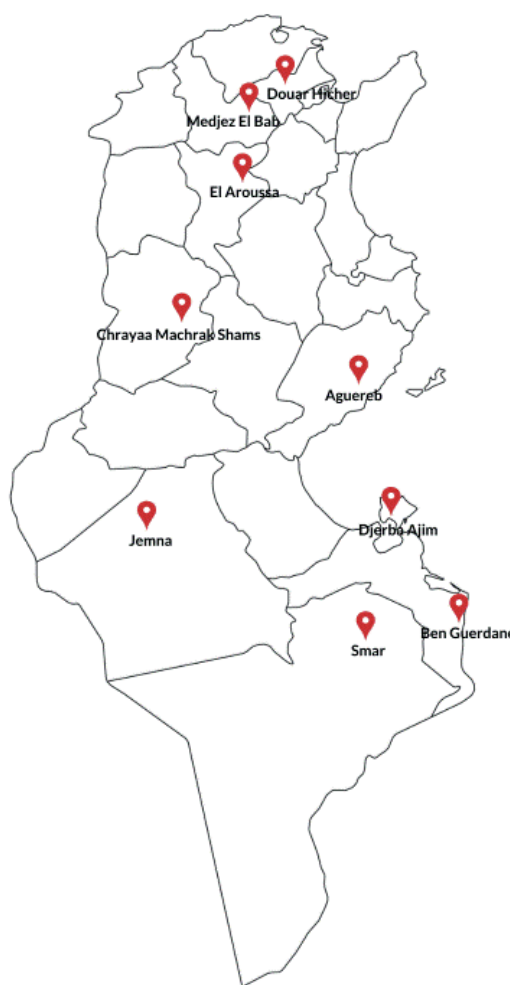 Douar Hicher
Medjez El Bab
El Aroussa
Chrayaa Machrak Shams
Aguereb
Djerba Ajim
Jemna
Ben Guerdane
Smar